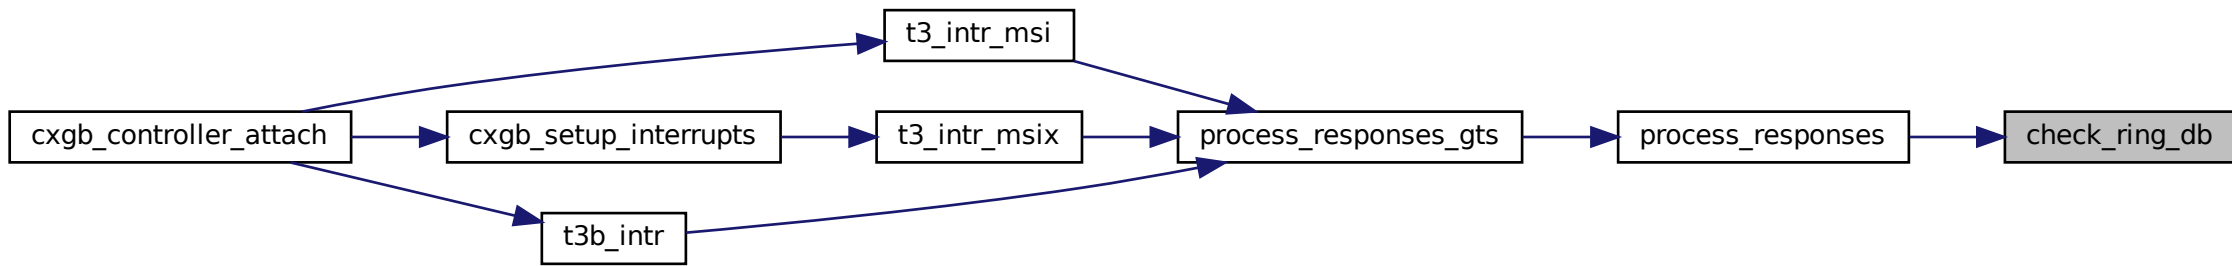 t3_intr_msi
cxgb_controller_attach
cxgb_setup_interrupts
t3_intr_msix
process_responses_gts
process_responses
check_ring_db
t3b_intr